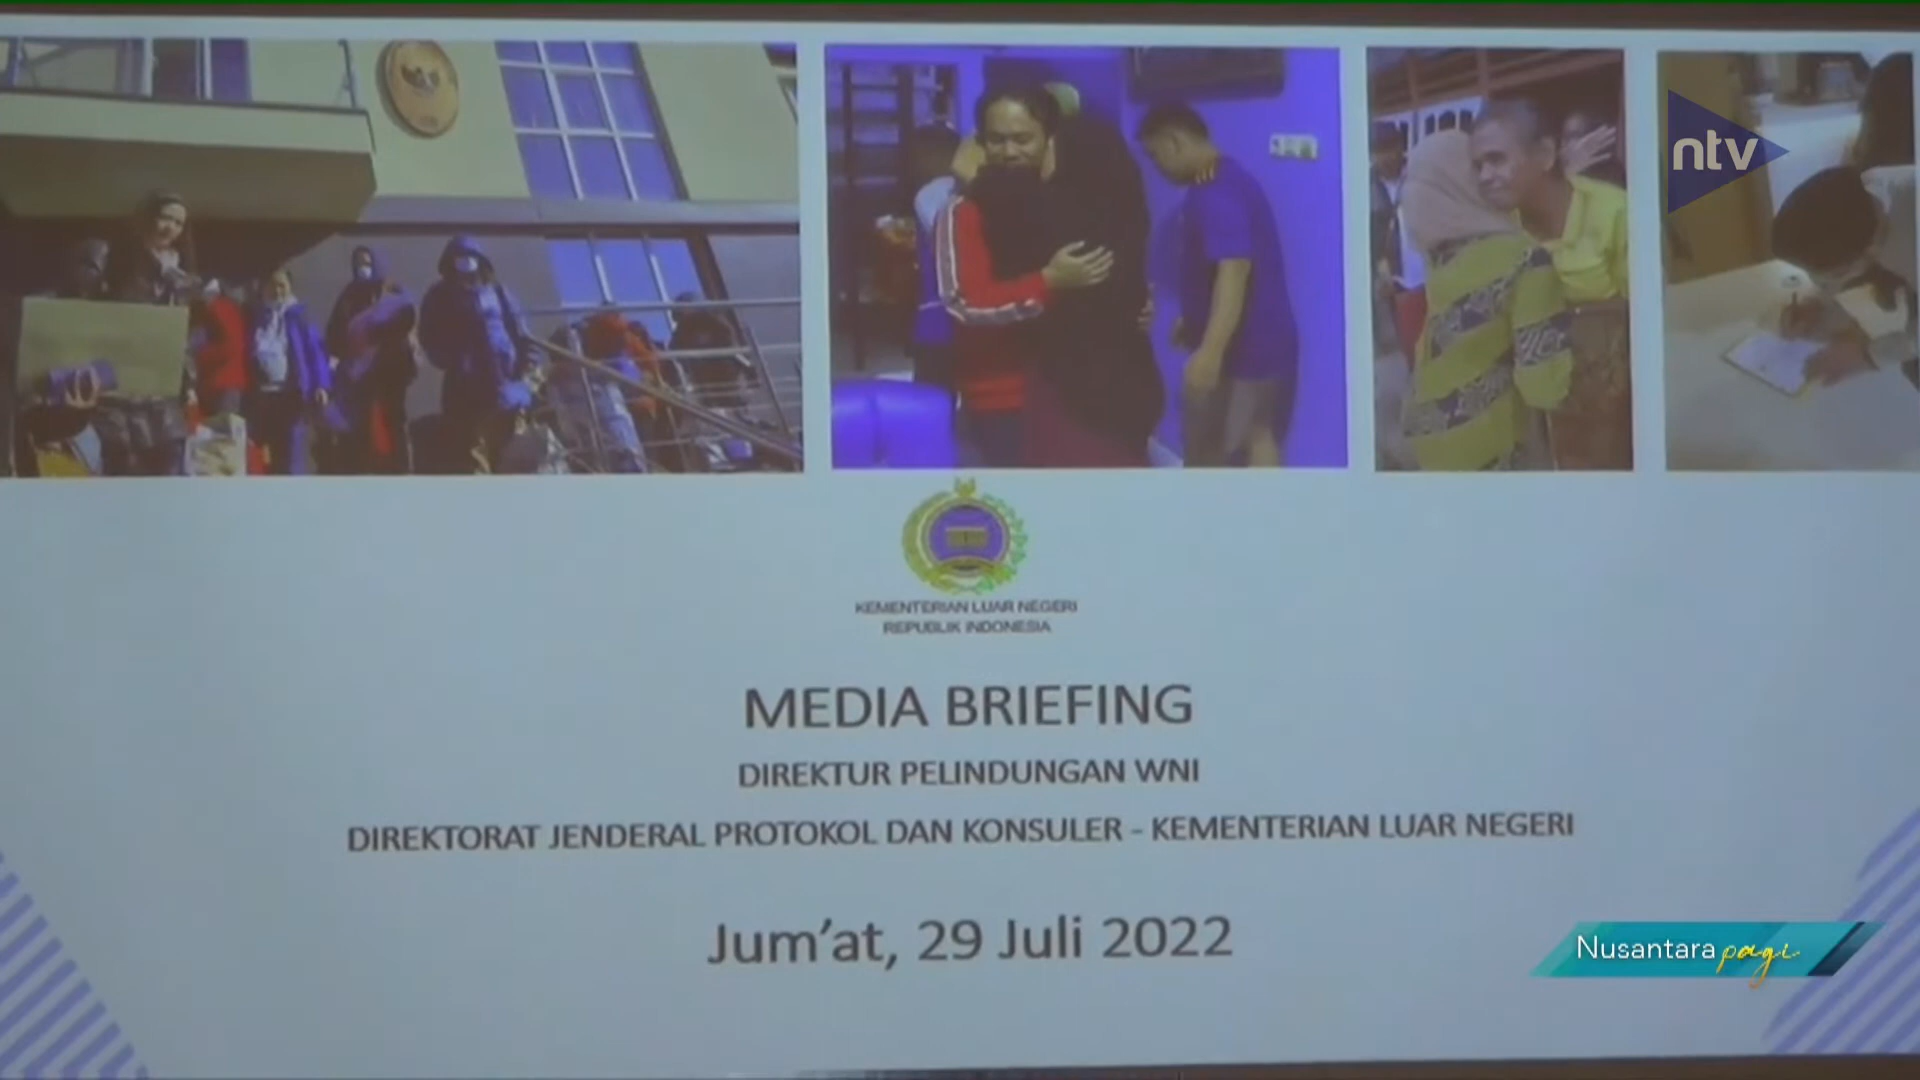 ntv
KEMENTERIAN LUAR NEGERI
REPUBLIK INDONESIA
MEDIA BRIEFING
DIREKTUR PELINDUNGAN WNI
DIREKTORAT JENDERAL PROTOKOL DAN KONSULER - KEMENTERIAN LUAR NEGERI
Jum'at, 29 Juli 2022
Nusantara pagi